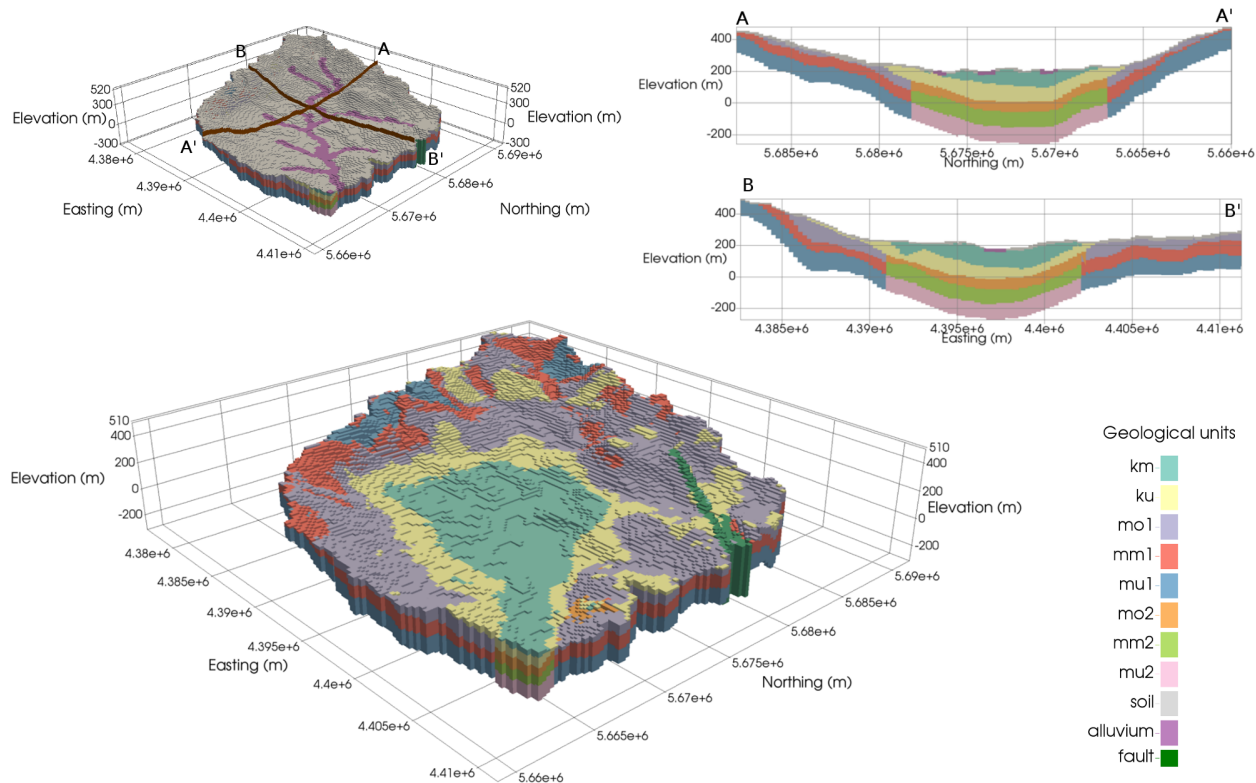 A
A'
B
A
520
300
0
-300
Elevation (m)
520
300
0
-300
Elevation (m)
A'
B'
4.38e+6
4.39e+6
4.4e+6
4.41e+6
Easting (m)
5.69e+6
5.68e+6
5.67e+6
5.66e+6
Northing (m)
400
200
0
-200
Elevation (m)
5.685e+6
5.68e+6
5.675e+6
5.67e+6
5.665e+6
5.66e+6
Northing (m)
B
B'
400
200
0
-200
Elevation (m)
4.385e+6
4.39e+6
4.395e+6
4.4e+6
4.405e+6
4.41e+6
Easting (m)
510
400
200
0
-200
Elevation (m)
510
400
200
0
-200
Elevation (m)
4.38e+6
4.385e+6
4.39e+6
4.395e+6
4.4e+6
4.405e+6
4.41e+6
Easting (m)
5.69e+6
5.685e+6
5.68e+6
5.675e+6
5.67e+6
5.665e+6
5.66e+6
Northing (m)
Geological units
km
ku
mo1
mm1
mu1
mo2
mm2
mu2
soil
alluvium
fault